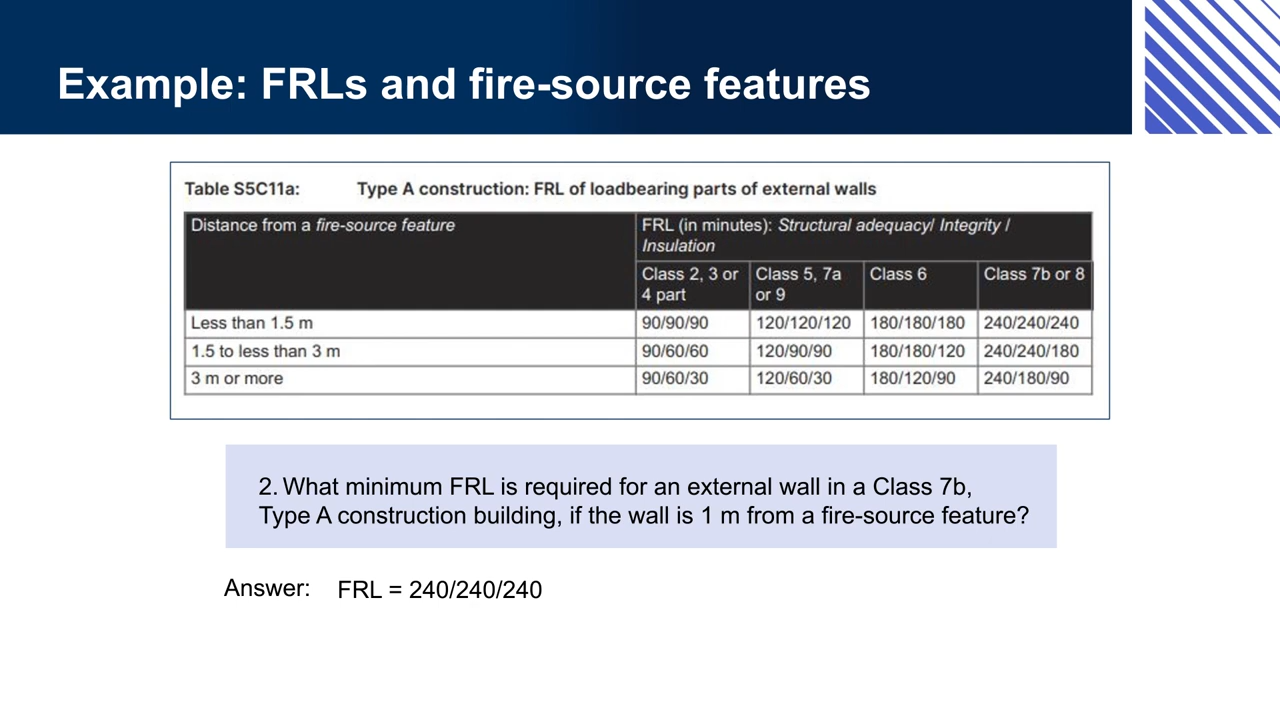 Example: FRLs and fire-source features
Table S5C11a: Type A construction: FRL of loadbearing parts of external walls
Distance from a fire-source feature FRL (in minutes): Structural adequacy/ Integrity /
Insulation
Class 2, 3 or Class 5, 7a Class 6 Class 7b or 8
4 part or 9
Less than 1.5 m 90/90/90 120/120/120 180/180/180 240/240/240
1.5 to less than 3 m 90/60/60 120/90/90 180/180/120 240/240/180
3 m or more 90/60/30 120/60/30 180/120/90 240/180/90
2. What minimum FRL is required for an external wall in a Class 7b,
Type A construction building, if the wall is 1 m from a fire-source feature?
Answer: FRL = 240/240/240